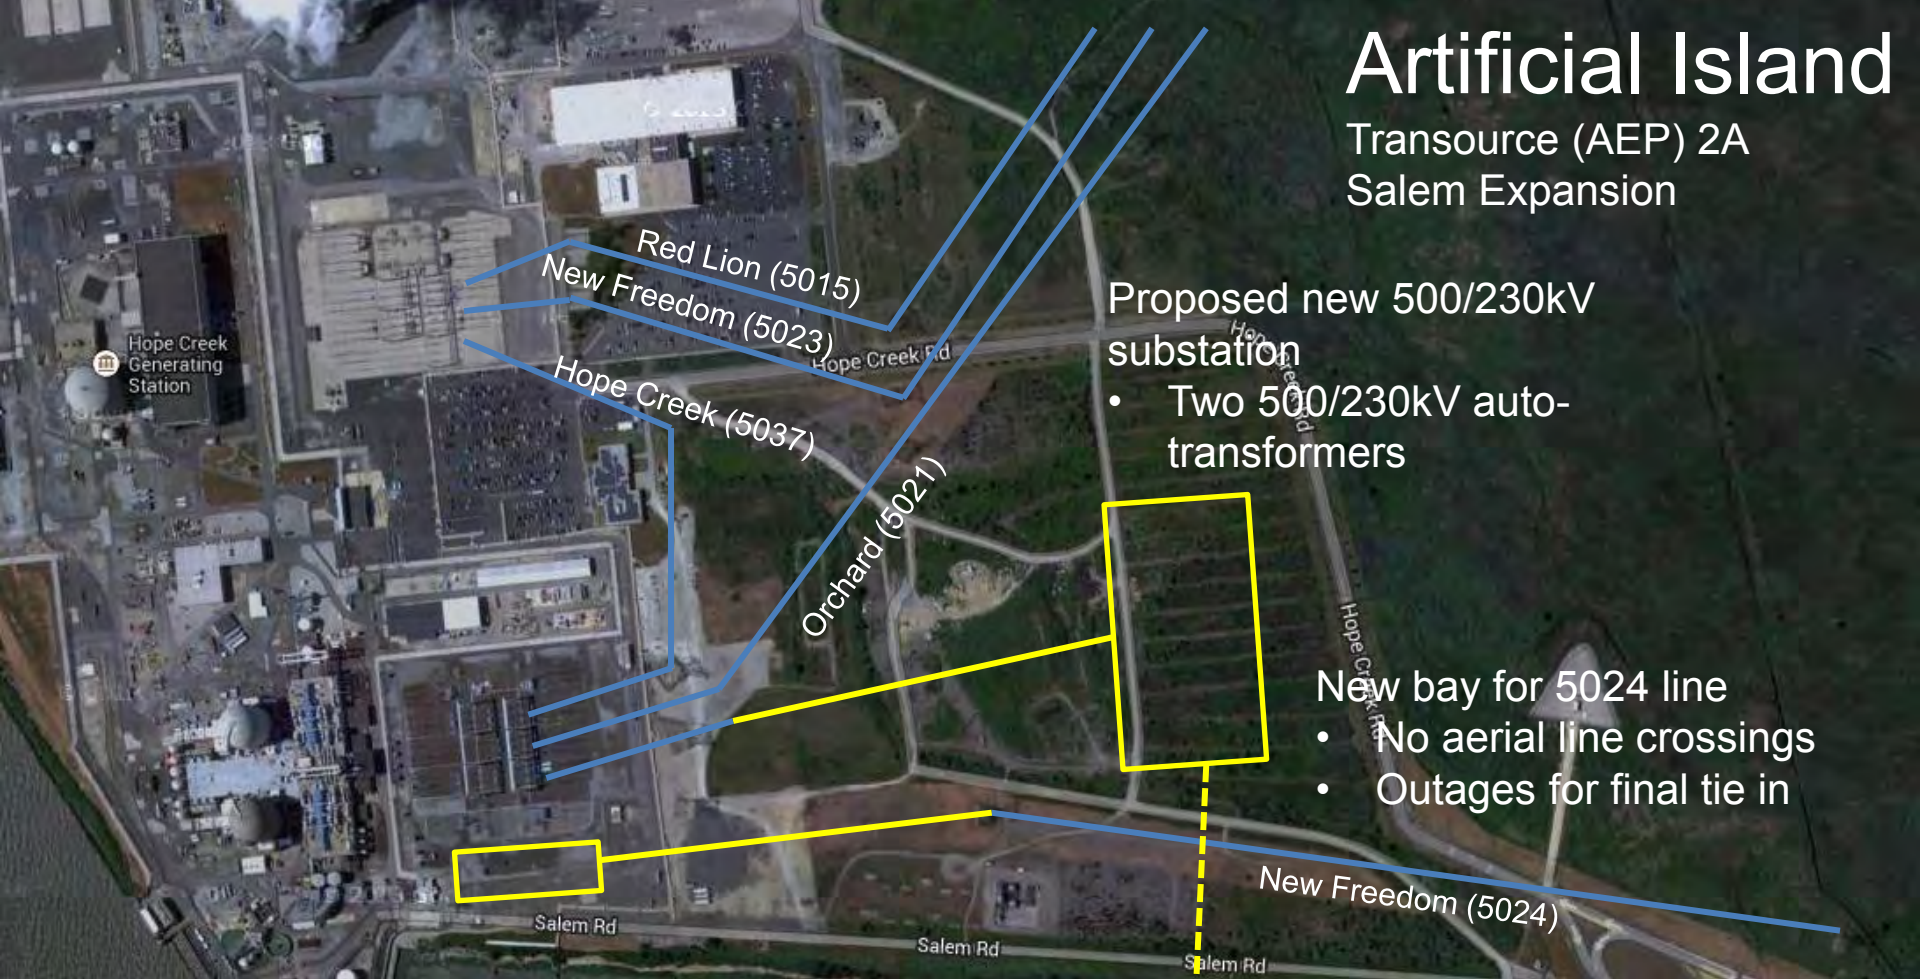 Artificial Island
Transource (AEP) 2A
Salem Expansion
Red Lion (5015)
New Freedom (5023)
Hope Creek Rd
Hope Creek (5037)
Hope Creek
Generating
Station
Proposed new 500/230kV
substation
• Two 500/230kV auto-
transformers
Hope Creek Rd
Orchard (5021)
Hope Creek Rd
New bay for 5024 line
• No aerial line crossings
• Outages for final tie in
New Freedom (5024)
Salem Rd
Salem Rd
Salem Rd